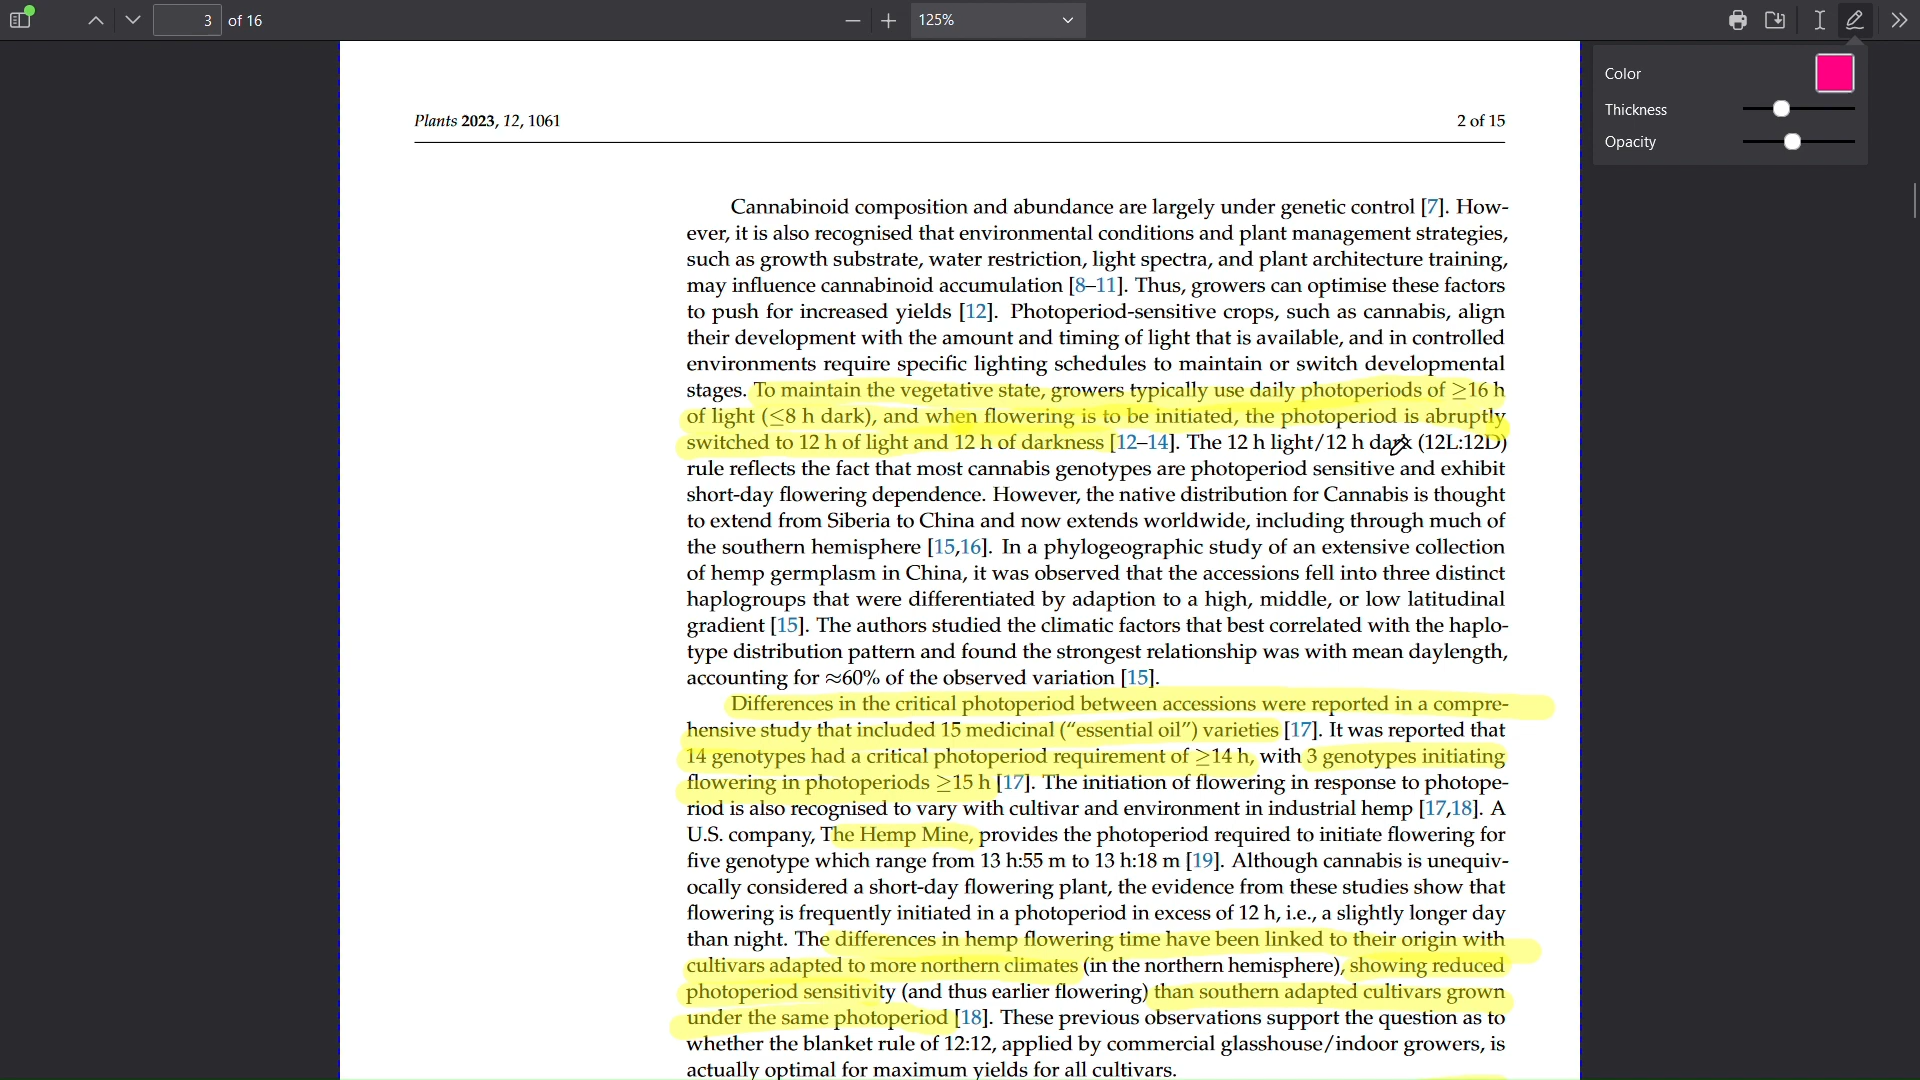 3 of 16
125%
Color
Thickness
Opacity
Plants 2023, 12, 1061
2 of 15
Cannabinoid composition and abundance are largely under genetic control [7]. How-
ever, it is also recognised that environmental conditions and plant management strategies,
such as growth substrate, water restriction, light spectra, and plant architecture training,
may influence cannabinoid accumulation [8–11]. Thus, growers can optimise these factors
to push for increased yields [12]. Photoperiod-sensitive crops, such as cannabis, align
their development with the amount and timing of light that is available, and in controlled
environments require specific lighting schedules to maintain or switch developmental
stages. To maintain the vegetative state, growers typically use daily photoperiods of ≥16 h
of light (≤8 h dark), and when flowering is to be initiated, the photoperiod is abruptly
switched to 12 h of light and 12 h of darkness [12–14]. The 12 h light/12 h dark (12L:12D)
rule reflects the fact that most cannabis genotypes are photoperiod sensitive and exhibit
short-day flowering dependence. However, the native distribution for Cannabis is thought
to extend from Siberia to China and now extends worldwide, including through much of
the southern hemisphere [15,16]. In a phylogeographic study of an extensive collection
of hemp germplasm in China, it was observed that the accessions fell into three distinct
haplogroups that were differentiated by adaption to a high, middle, or low latitudinal
gradient [15]. The authors studied the climatic factors that best correlated with the haplo-
type distribution pattern and found the strongest relationship was with mean daylength,
accounting for ≈60% of the observed variation [15].
Differences in the critical photoperiod between accessions were reported in a compre-
hensive study that included 15 medicinal (“essential oil”) varieties [17]. It was reported that
14 genotypes had a critical photoperiod requirement of ≥14 h, with 3 genotypes initiating
flowering in photoperiods ≥15 h [17]. The initiation of flowering in response to photope-
riod is also recognised to vary with cultivar and environment in industrial hemp [17,18]. A
U.S. company, The Hemp Mine, provides the photoperiod required to initiate flowering for
five genotype which range from 13 h:55 m to 13 h:18 m [19]. Although cannabis is unequiv-
ocally considered a short-day flowering plant, the evidence from these studies show that
flowering is frequently initiated in a photoperiod in excess of 12 h, i.e., a slightly longer day
than night. The differences in hemp flowering time have been linked to their origin with
cultivars adapted to more northern climates (in the northern hemisphere), showing reduced
photoperiod sensitivity (and thus earlier flowering) than southern adapted cultivars grown
under the same photoperiod [18]. These previous observations support the question as to
whether the blanket rule of 12:12, applied by commercial glasshouse/indoor growers, is
actually optimal for maximum yields for all cultivars.